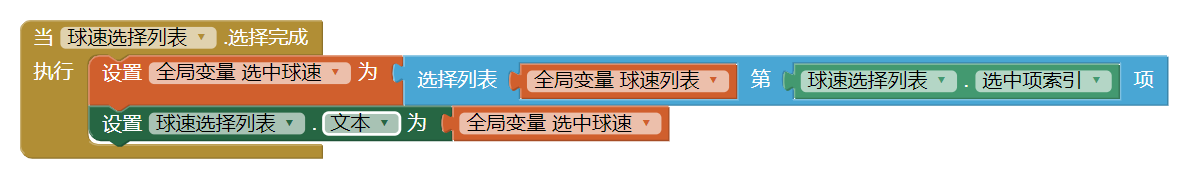 当 球速选择列表 .选择完成
执行 设置 全局变量 选中球速 为 选择列表 全局变量 球速列表 第 球速选择列表 . 选中项索引 项
设置 球速选择列表 . 文本 为 全局变量 选中球速